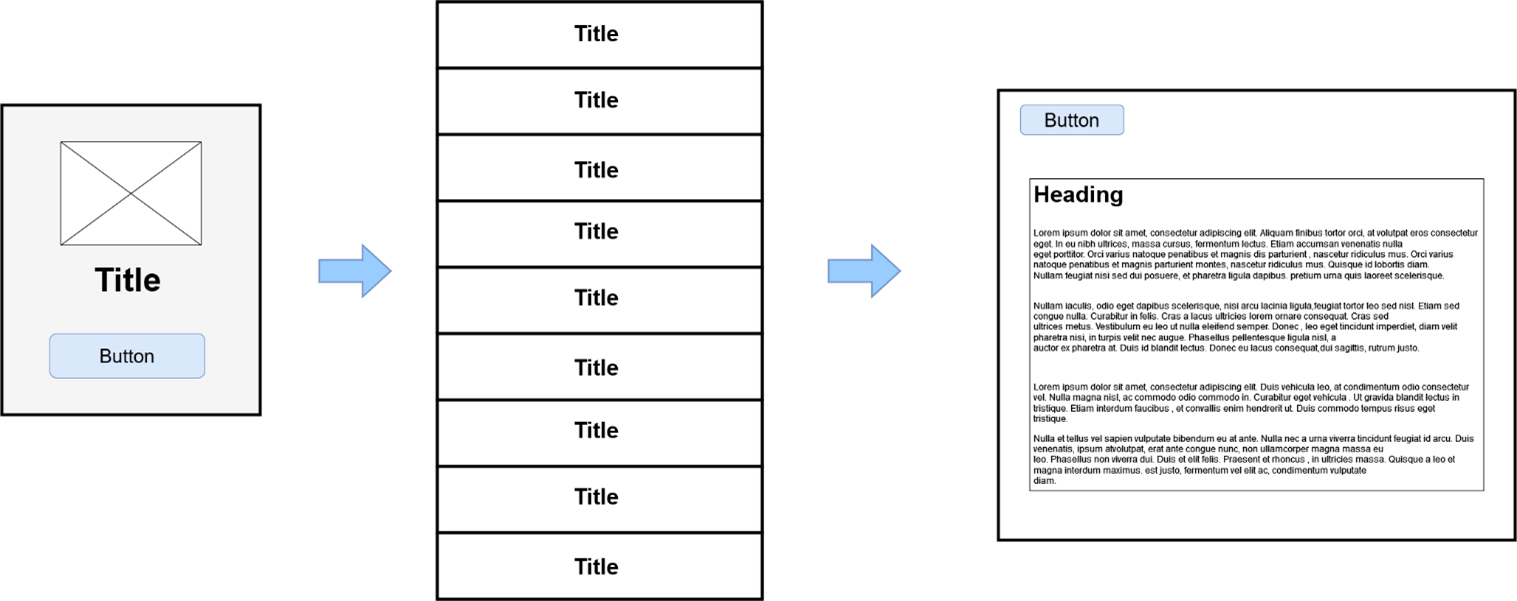 Title
Button
Title
Title
Title
Title
Title
Title
Title
Title
Title
Button
Heading
Lorem ipsum dolor sit amet, consectetur adipiscing elit. Aliquam finibus tortor orci, at volutpat eros consectetur
eget. In eu nibh ultrices, massa cursus, fermentum lectus. Etiam accumsan venenatis nulla
eget porttitor. Orci varius natoque penatibus et magnis dis parturient , nascetur ridiculus mus. Orci varius
natoque penatibus et magnis parturient montes, nascetur ridiculus mus. Quisque id lobortis diam.
Nullam feugiat nisi sed dui posuere, et pharetra ligula dapibus. pretium urna quis laoreet scelerisque.
Nullam iaculis, odio eget dapibus scelerisque, nisi arcu lacinia ligula,feugiat tortor leo sed nisl. Etiam sed
congue nulla. Curabitur in felis. Cras a lacus ultricies lorem ornare consequat. Cras sed
ultrices metus. Vestibulum eu leo ut nulla eleifend semper. Donec , leo eget tincidunt imperdiet, diam velit
pharetra nisi, in turpis velit nec augue. Phasellus pellentesque ligula nisl, a
auctor ex pharetra at. Duis id blandit lectus. Donec eu lacus consequat,dui sagittis, rutrum justo.
Lorem ipsum dolor sit amet, consectetur adipiscing elit. Duis vehicula leo, at condimentum odio consectetur
vel. Nulla magna nisl, ac commodo odio commodo in. Curabitur eget vehicula . Ut gravida blandit lectus in
tristique. Etiam interdum faucibus , et convallis enim hendrerit ut. Duis commodo tempus risus eget
tristique.
Nulla et tellus vel sapien vulputate bibendum eu at ante. Nulla nec a urna viverra tincidunt feugiat id arcu. Duis
venenatis, ipsum atvolutpat, erat ante congue nunc, non ullamcorper magna massa eu
leo. Phasellus non viverra dui. Duis et elit felis. Praesent et rhoncus , in ultricies massa. Quisque a leo et
magna interdum maximus. est justo, fermentum vel elit ac, condimentum vulputate
diam.